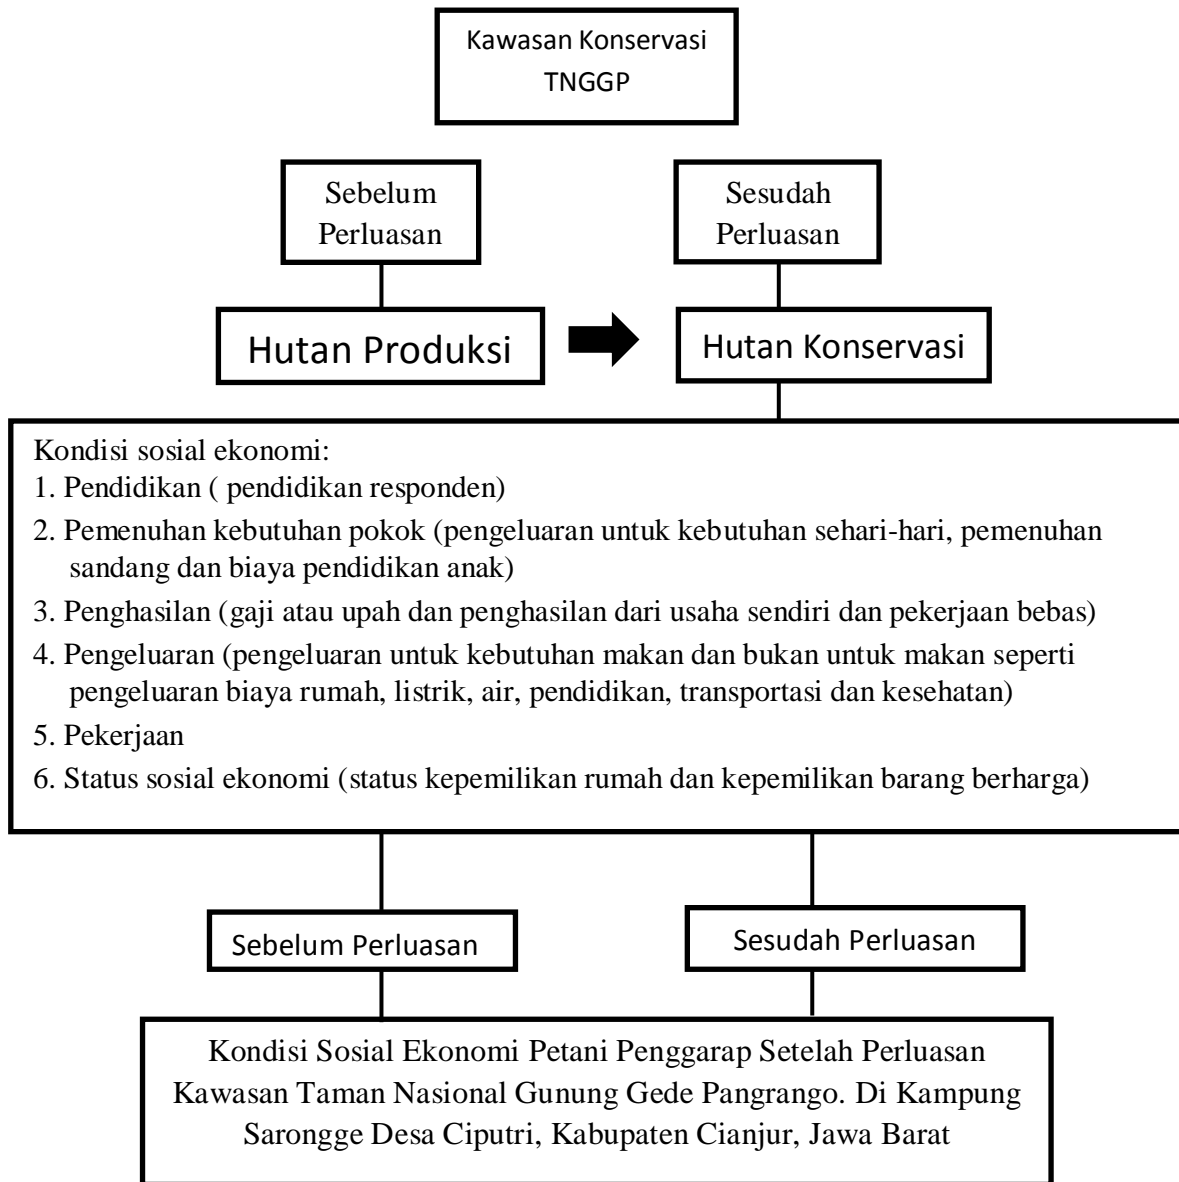 Kawasan Konservasi
TNGGP
Sebelum
Perluasan
Sesudah
Perluasan
Hutan Produksi
Hutan Konservasi
Kondisi sosial ekonomi:
1. Pendidikan ( pendidikan responden)
2. Pemenuhan kebutuhan pokok (pengeluaran untuk kebutuhan sehari-hari, pemenuhan
sandang dan biaya pendidikan anak)
3. Penghasilan (gaji atau upah dan penghasilan dari usaha sendiri dan pekerjaan bebas)
4. Pengeluaran (pengeluaran untuk kebutuhan makan dan bukan untuk makan seperti
pengeluaran biaya rumah, listrik, air, pendidikan, transportasi dan kesehatan)
5. Pekerjaan
6. Status sosial ekonomi (status kepemilikan rumah dan kepemilikan barang berharga)
Sebelum Perluasan
Sesudah Perluasan
Kondisi Sosial Ekonomi Petani Penggarap Setelah Perluasan
Kawasan Taman Nasional Gunung Gede Pangrango. Di Kampung
Sarongge Desa Ciputri, Kabupaten Cianjur, Jawa Barat